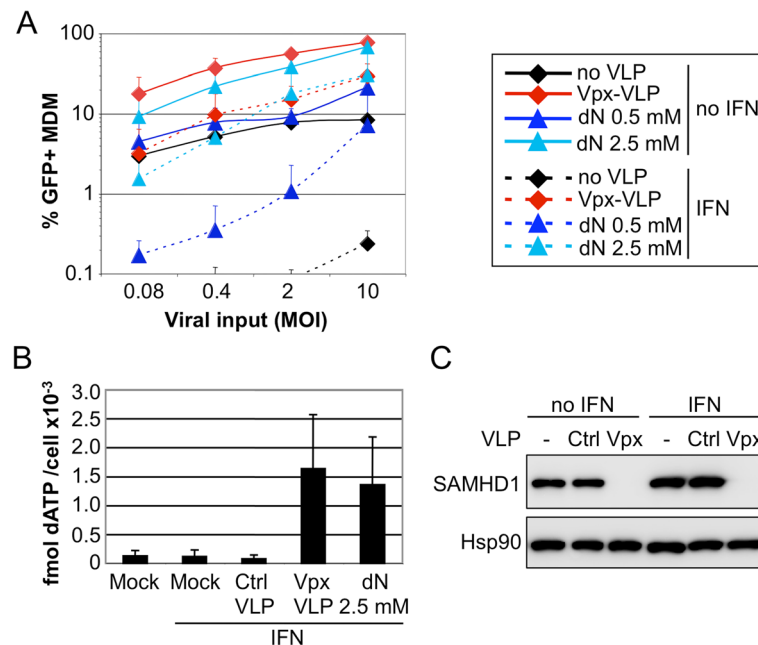 A
% GFP+ MDM
100
10
1
0.1
0.08 0.4 2 10
Viral input (MOI)
no VLP
Vpx-VLP
dN 0.5 mM
dN 2.5 mM
no IFN
no VLP
Vpx-VLP
dN 0.5 mM
dN 2.5 mM
IFN
B
fmol dATP /cell x10-3
3.0
2.5
2.0
1.5
1.0
0.5
0
Mock Mock Ctrl Vpx dN
VLP VLP 2.5 mM
IFN
C
no IFN IFN
VLP - Ctrl Vpx - Ctrl Vpx
SAMHD1
Hsp90